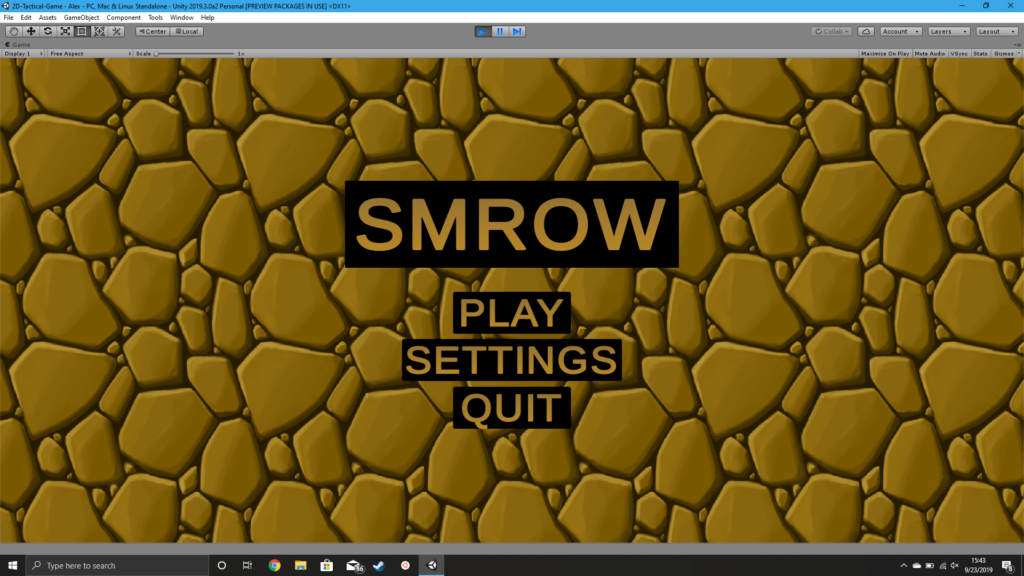 2D-Tactical-Game - Alex - PC, Mac & Linux Standalone - Unity 2019.3.0a2 Personal [PREVIEW PACKAGES IN USE] <DX11>
File Edit Assets GameObject Component Tools Window Help
Center Local Collab Account Layers Layout
Game
Display 1 Free Aspect Scale 1x Maximize On Play Mute Audio VSync Stats Gizmos
SMROW
PLAY
SETTINGS
QUIT
Type here to search
56
15:43
9/23/2019
8